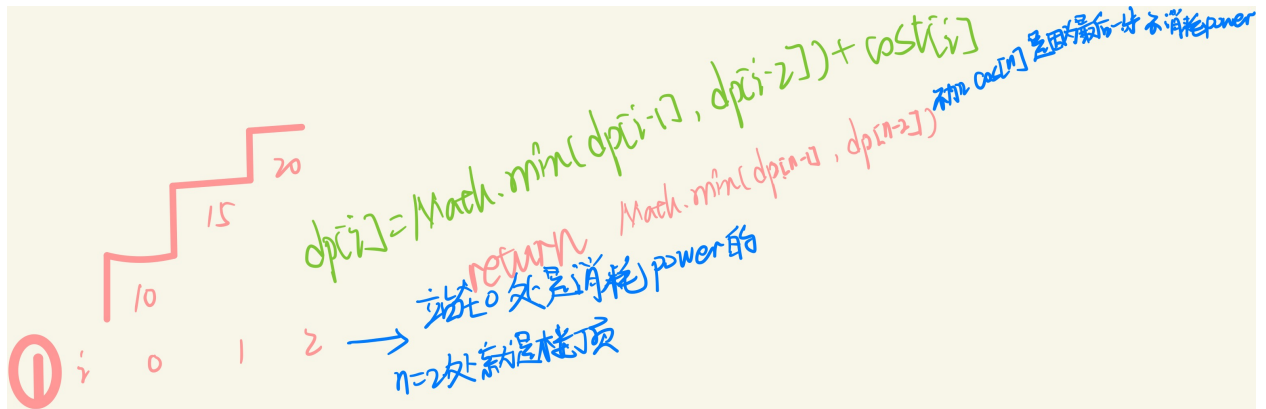 dp[i]=Math.min(dp[i-1], dp[i-2])+cost[i]
return Math.min(dp[n-1], dp[n-2])
不加cos[n]是因为最后一步不消耗power
20
15
10
① i 0 1 2 →
站在0处是消耗power的
n=2处就是楼顶